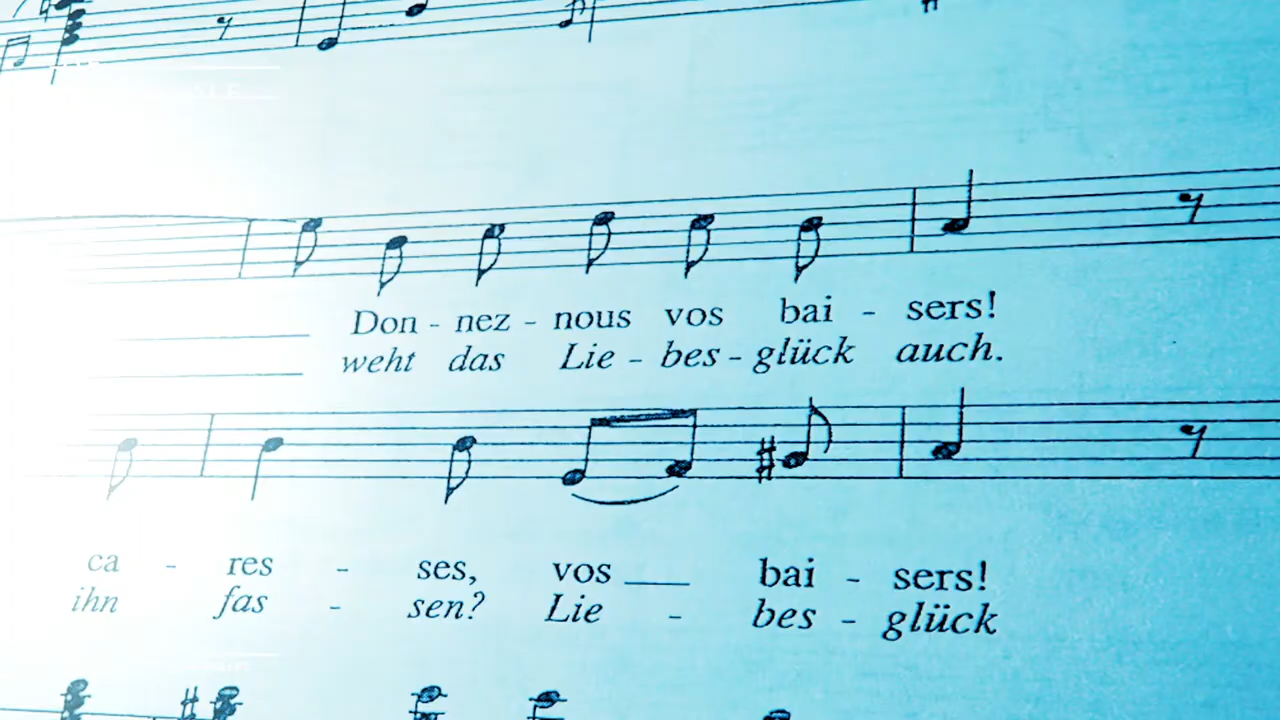 Don - nez - nous vos bai - sers!
weht das Lie - bes - glück auch.
ca - res - ses, vos ___ bai - sers!
ihn fas - sen? Lie - bes - glück